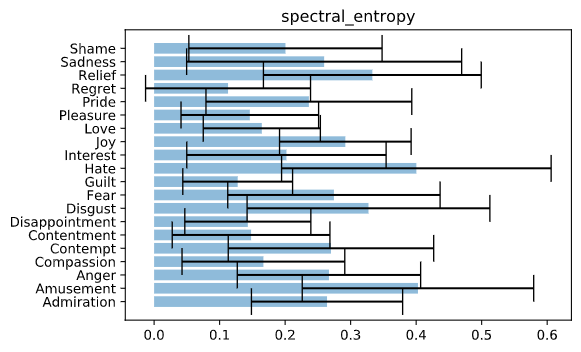 spectral_entropy
Shame
Sadness
Relief
Regret
Pride
Pleasure
Love
Joy
Interest
Hate
Guilt
Fear
Disgust
Disappointment
Contentment
Contempt
Compassion
Anger
Amusement
Admiration
0.0 0.1 0.2 0.3 0.4 0.5 0.6